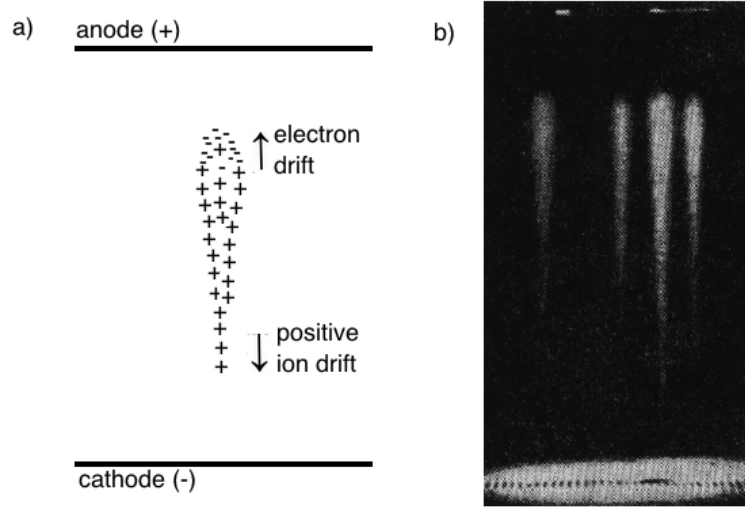 a)
anode (+)
electron
drift
positive
ion drift
cathode (-)
b)